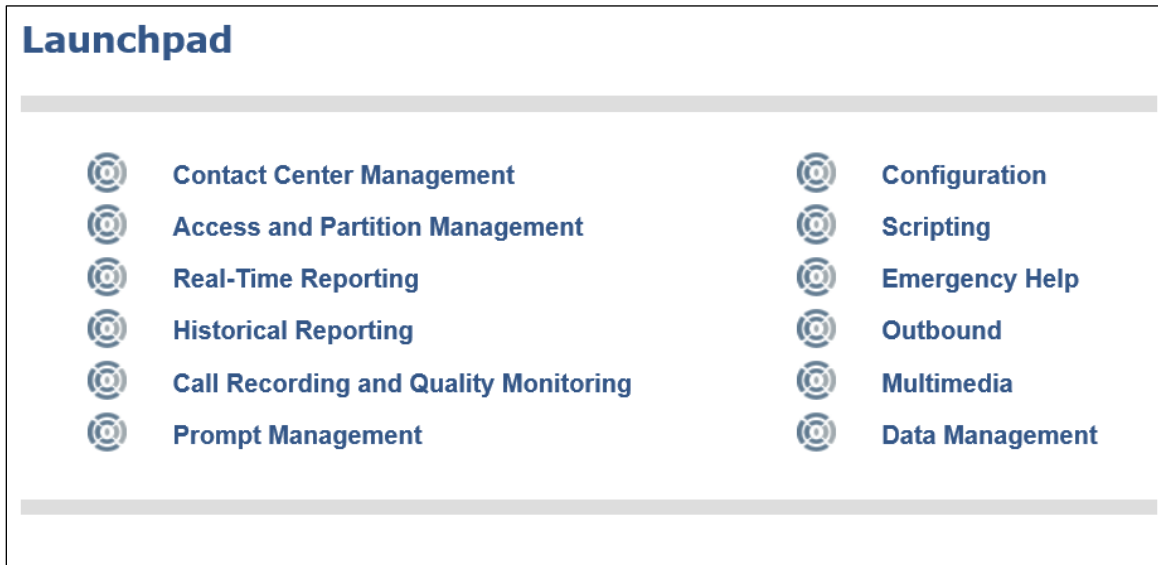 Launchpad
Contact Center Management
Access and Partition Management
Real-Time Reporting
Historical Reporting
Call Recording and Quality Monitoring
Prompt Management
Configuration
Scripting
Emergency Help
Outbound
Multimedia
Data Management